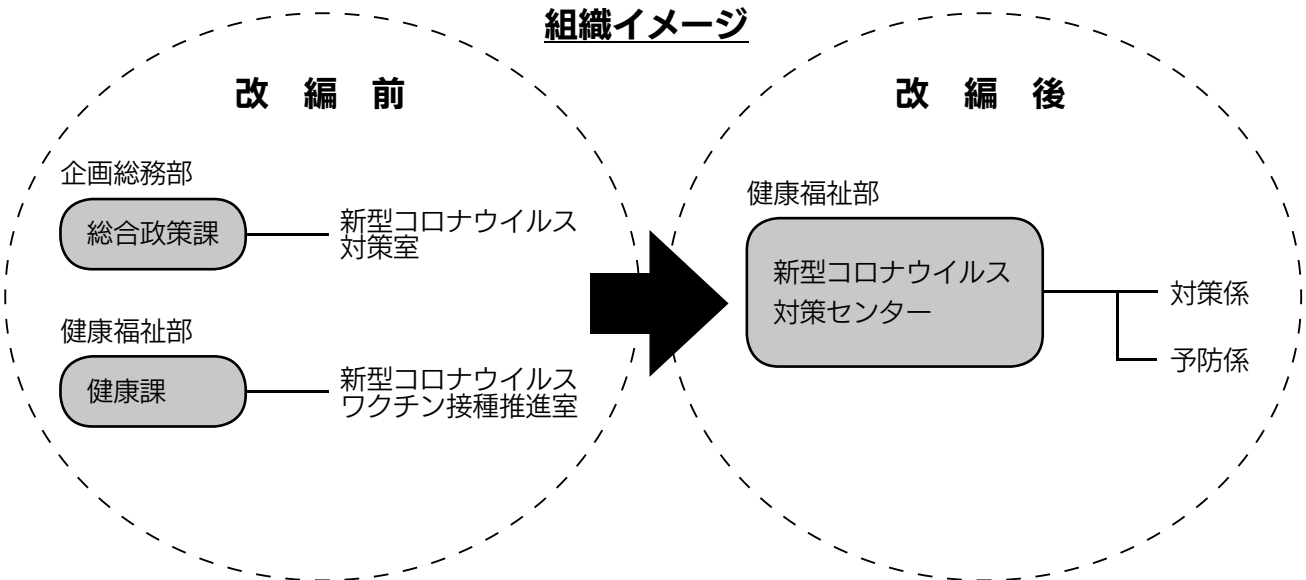 組織イメージ
改編前
企画総務部
総合政策課
新型コロナウイルス
対策室
健康福祉部
健康課
新型コロナウイルス
ワクチン接種推進室
改編後
健康福祉部
新型コロナウイルス
対策センター
対策係
予防係